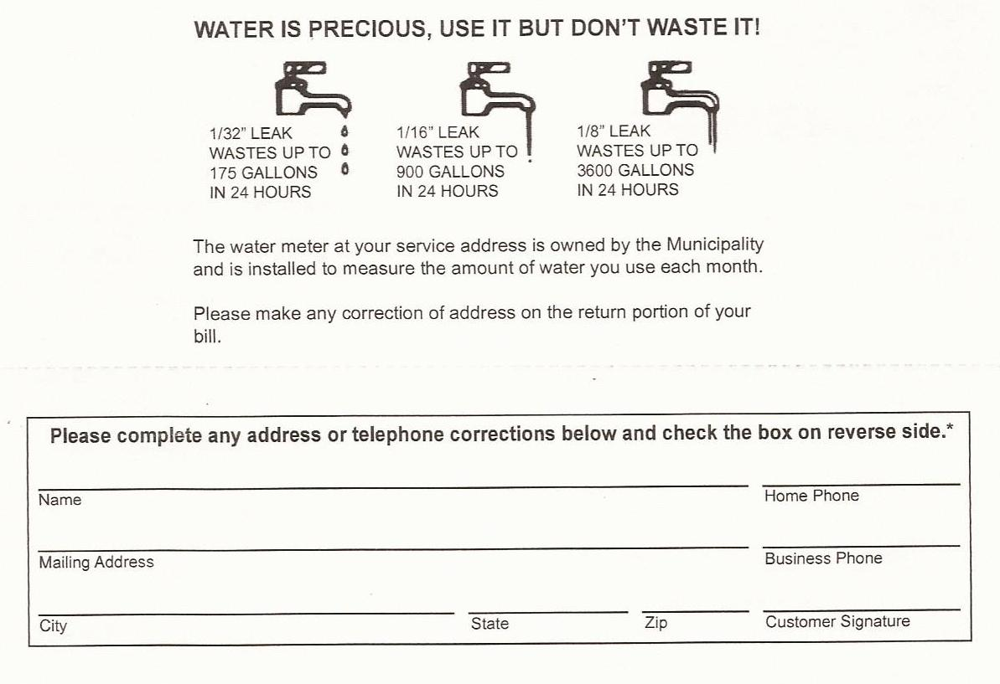 WATER IS PRECIOUS, USE IT BUT DON'T WASTE IT!
1/32" LEAK
WASTES UP TO
175 GALLONS
IN 24 HOURS
1/16" LEAK
WASTES UP TO
900 GALLONS
IN 24 HOURS
1/8" LEAK
WASTES UP TO
3600 GALLONS
IN 24 HOURS
The water meter at your service address is owned by the Municipality
and is installed to measure the amount of water you use each month.
Please make any correction of address on the return portion of your
bill.
Please complete any address or telephone corrections below and check the box on reverse side.*
Name
Home Phone
Mailing Address
Business Phone
City
State
Zip
Customer Signature